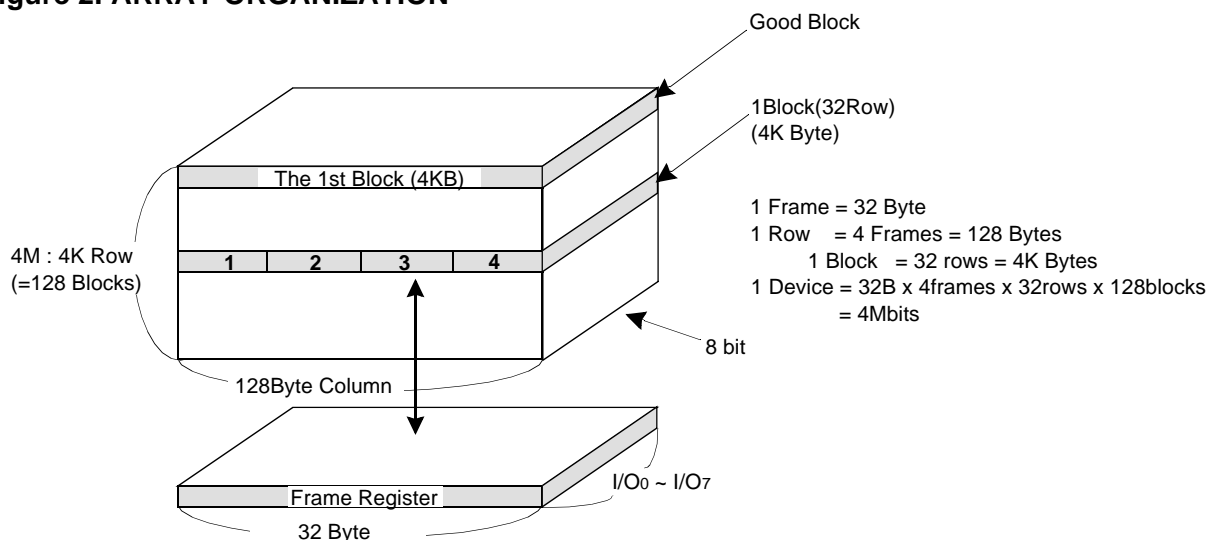 Figure 2. ARRAY ORGANIZATION
Good Block
1Block(32Row)
(4K Byte)
The 1st Block (4KB)
1 Frame = 32 Byte
1 Row = 4 Frames = 128 Bytes
1 Block = 32 rows = 4K Bytes
1 Device = 32B x 4frames x 32rows x 128blocks
= 4Mbits
4M : 4K Row
(=128 Blocks)
1 2 3 4
8 bit
128Byte Column
I/O0 ~ I/O7
Frame Register
32 Byte